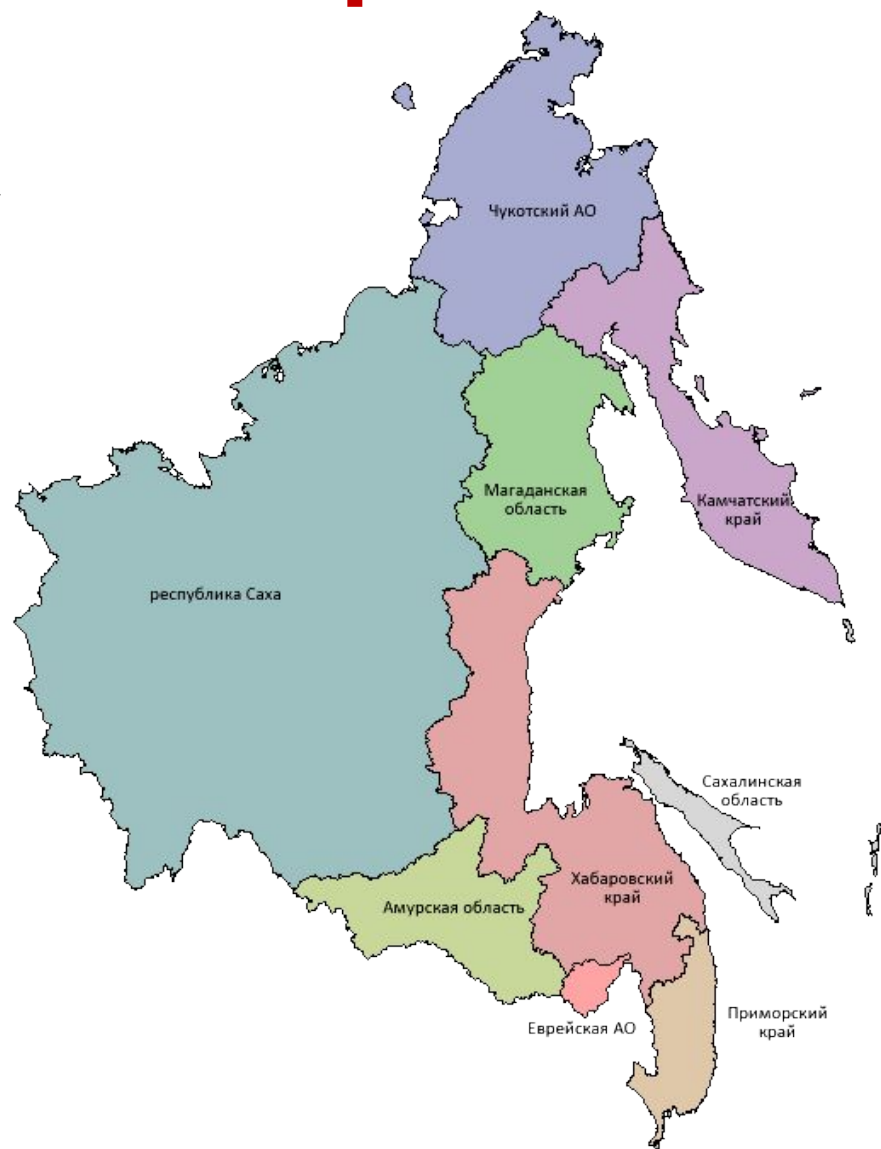 Чукотский АО
Магаданская
область
Камчатский
край
республика Саха
Сахалинская
область
Хабаровский
край
Амурская область
Приморский
край
Еврейская АО